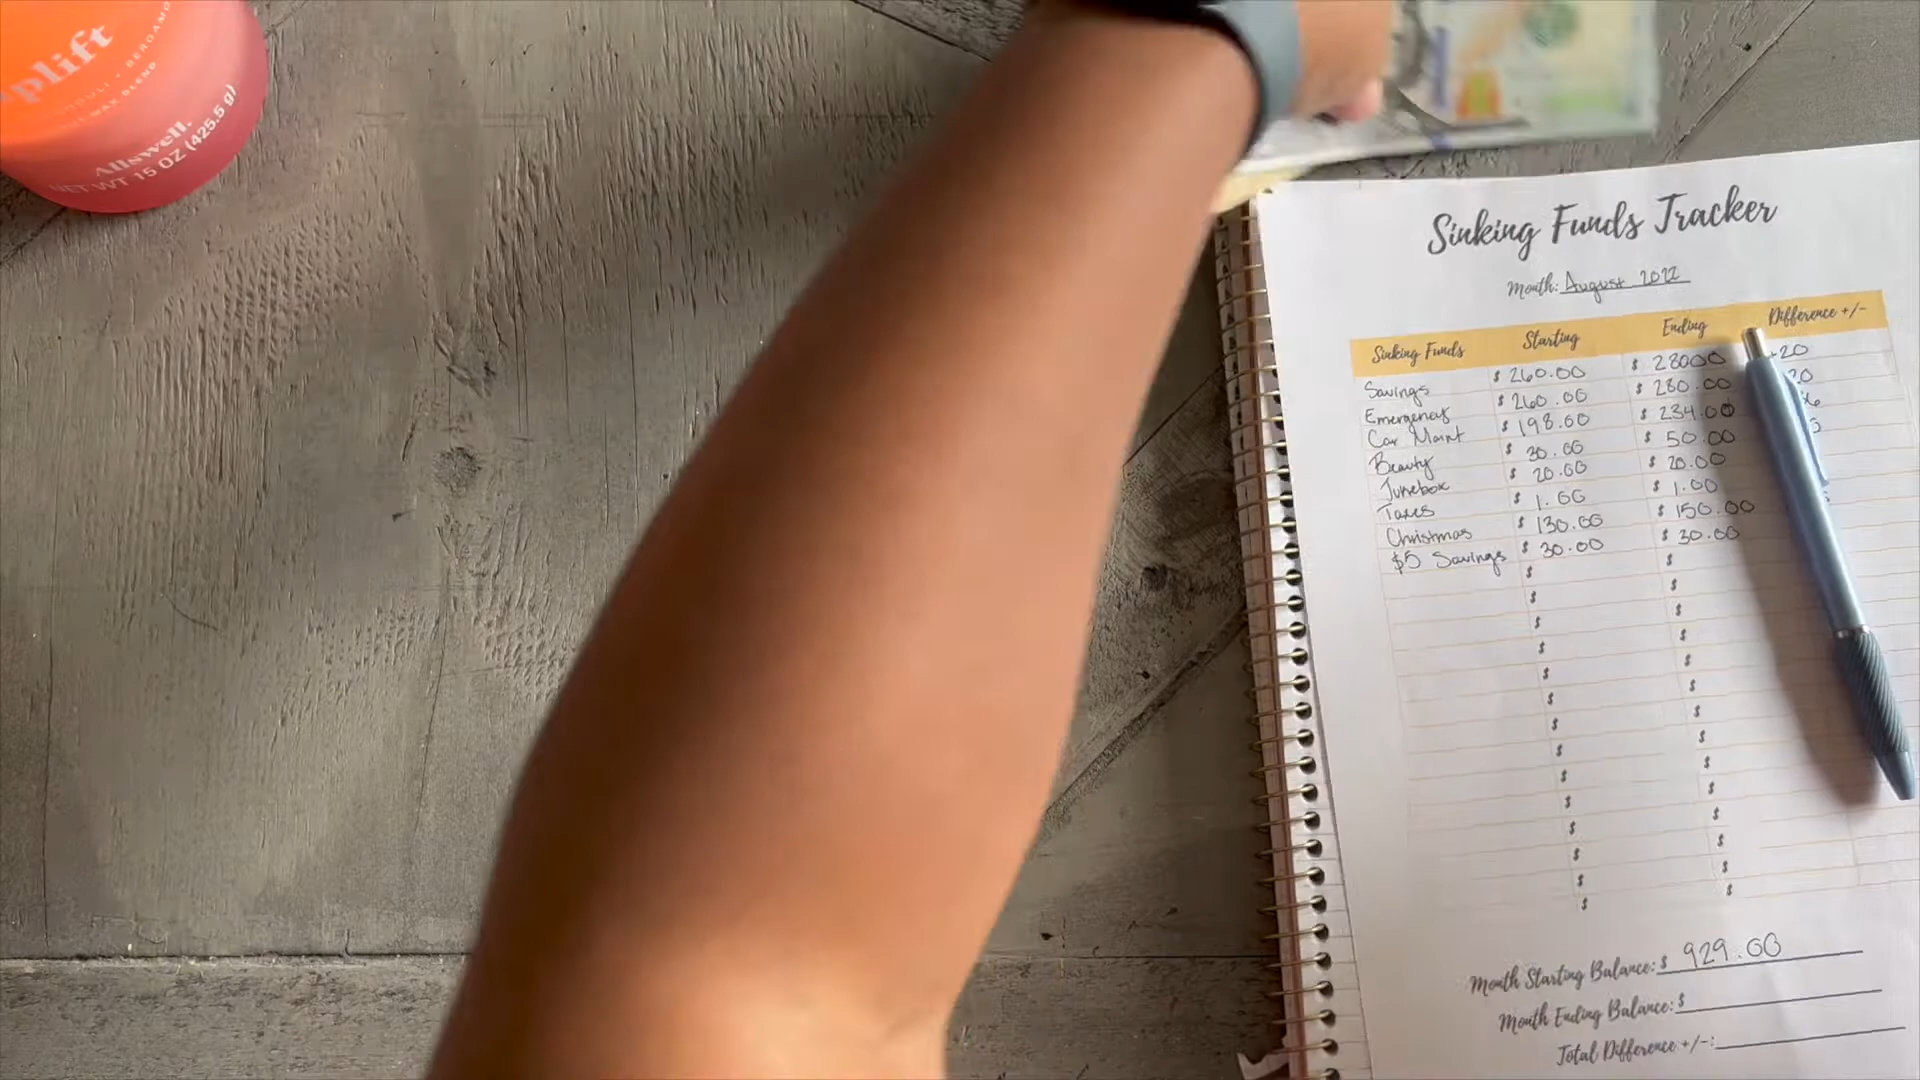 plift
Allswell.
NET WT 15 OZ (425.5 g)
Sinking Funds Tracker
Month: August 2022
Sinking Funds Starting Ending Difference +/-
Savings $ 260.00 $ 280.00 +20
Emergency $ 260.00 $ 280.00 20
Car Maint $ 198.00 $ 234.00
Beauty $ 30.00 $ 50.00
Junebox $ 20.00 $ 20.00
Taxes $ 1.00 $ 1.00
Christmas $ 130.00 $ 150.00
$5 Savings $ 30.00 $ 30.00
$ $
$ $
$ $
$ $
$ $
$ $
$ $
$ $
$ $
$ $
$ $
$ $
$ $
$ $
Month Starting Balance: $ 929.00
Month Ending Balance: $
Total Difference +/-: